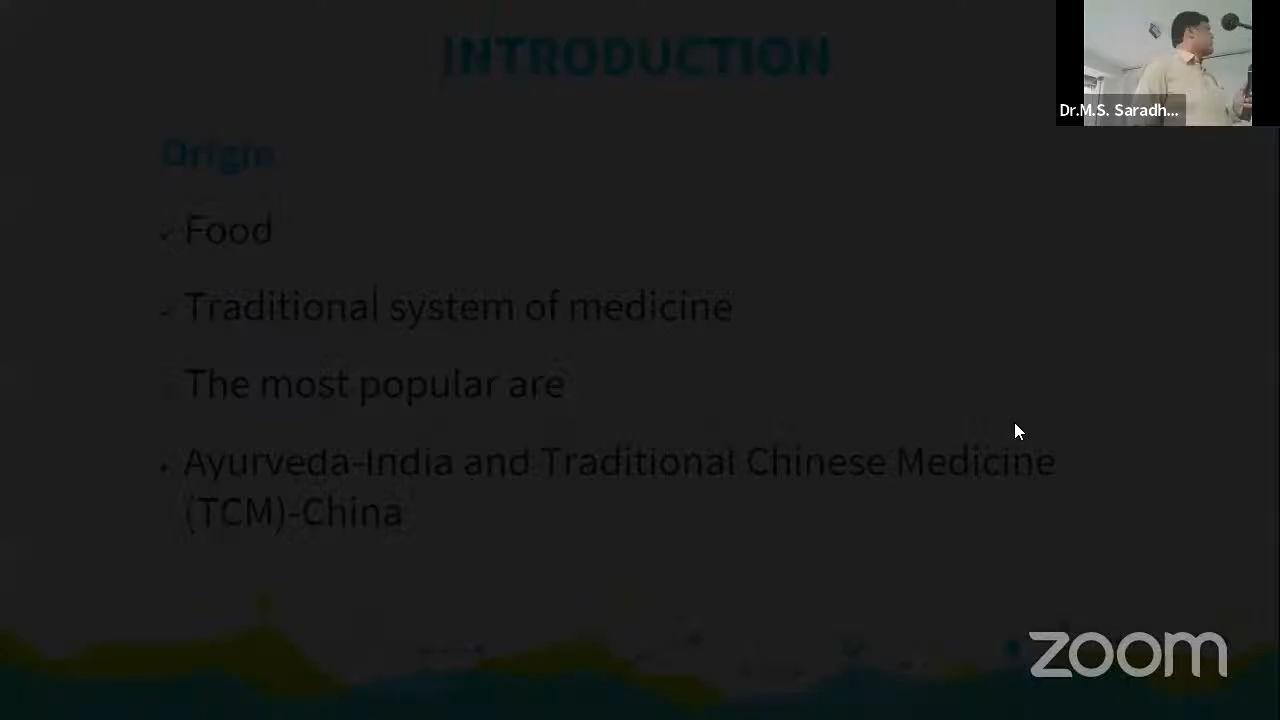 INTRODUCTION
Dr.M.S. Saradh...
Origin
Food
Traditional system of medicine
The most popular are
Ayurveda-India and Traditional Chinese Medicine
(TCM)-China
zoom